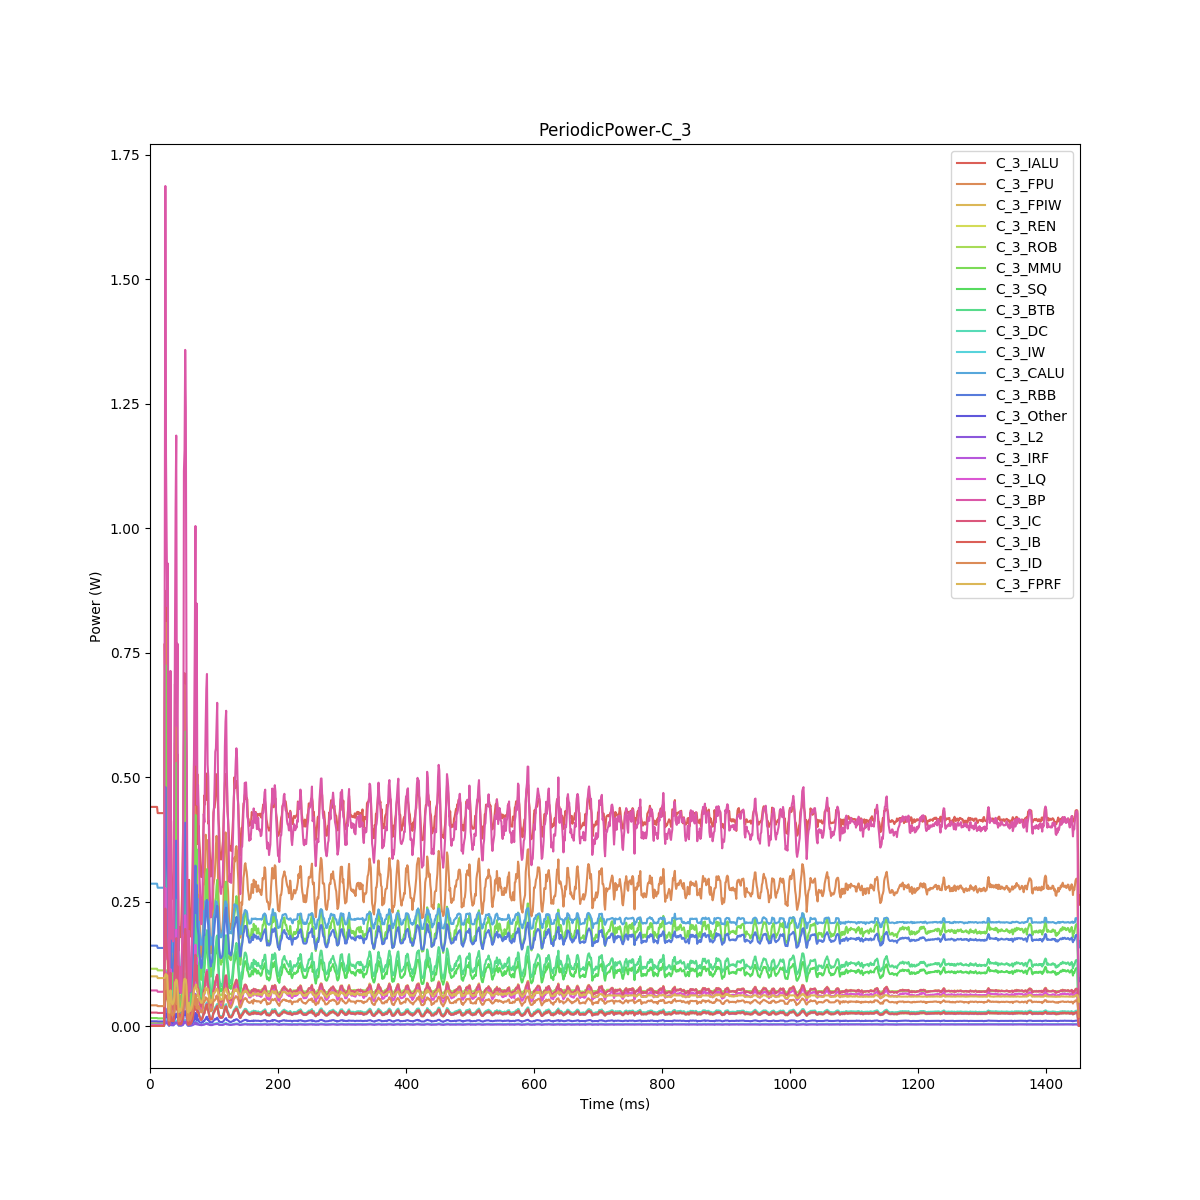 PeriodicPower-C_3
1.75
1.50
1.25
1.00
0.75
0.50
0.25
0.00
Power (W)
0 200 400 600 800 1000 1200 1400
Time (ms)
C_3_IALU
C_3_FPU
C_3_FPIW
C_3_REN
C_3_ROB
C_3_MMU
C_3_SQ
C_3_BTB
C_3_DC
C_3_IW
C_3_CALU
C_3_RBB
C_3_Other
C_3_L2
C_3_IRF
C_3_LQ
C_3_BP
C_3_IC
C_3_IB
C_3_ID
C_3_FPRF